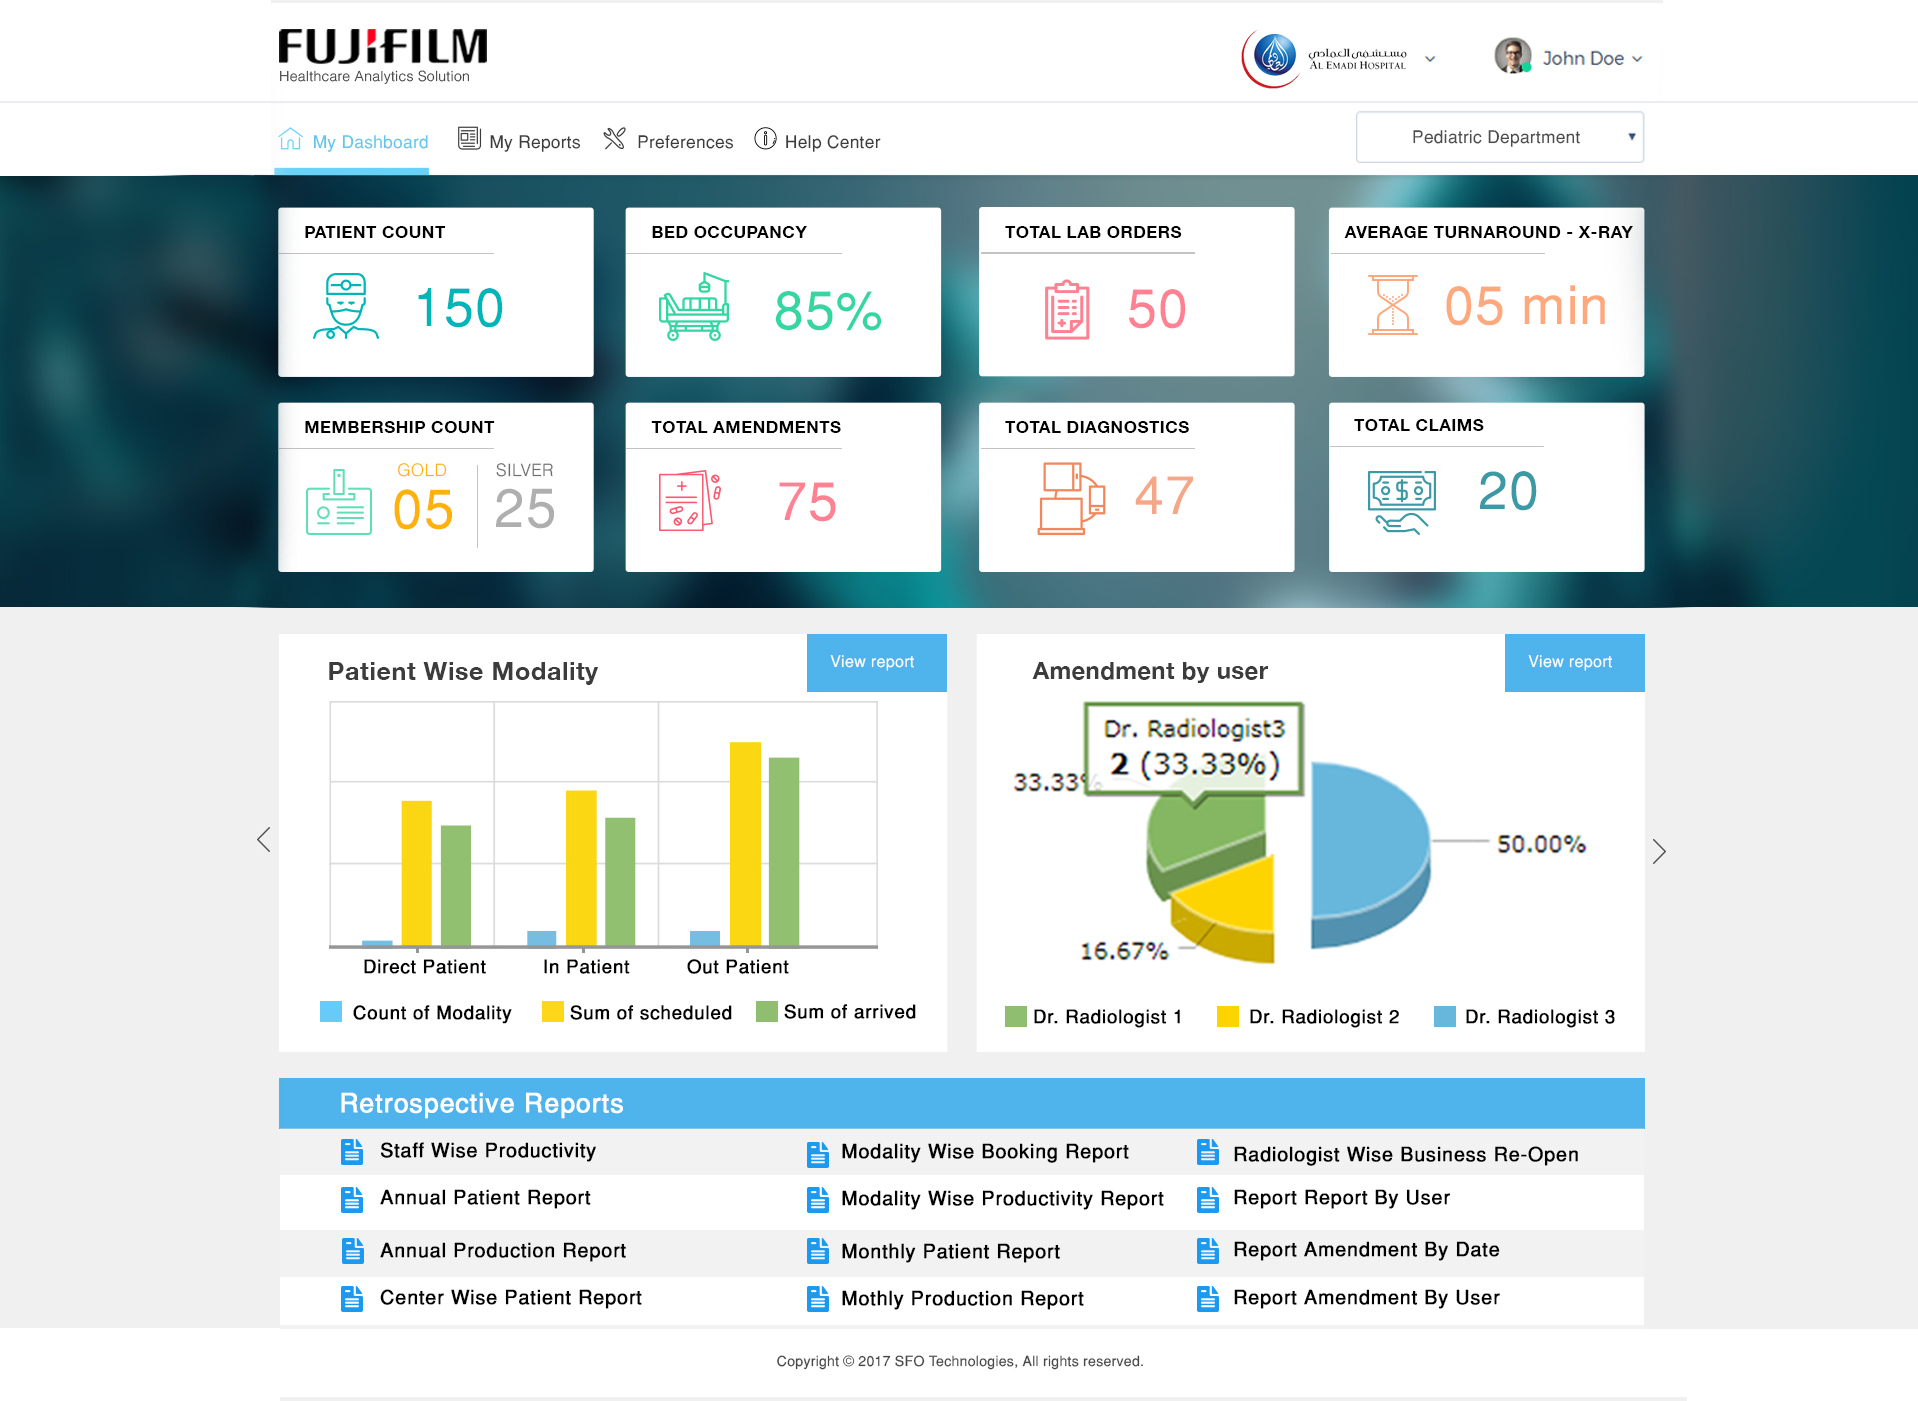 FUJIFILM
Healthcare Analytics Solution
مستشفى العمادي
AL EMADI HOSPITAL
John Doe
My Dashboard
My Reports
Preferences
Help Center
Pediatric Department
PATIENT COUNT
150
BED OCCUPANCY
85%
TOTAL LAB ORDERS
50
AVERAGE TURNAROUND - X-RAY
05 min
MEMBERSHIP COUNT
GOLD
05
SILVER
25
TOTAL AMENDMENTS
75
TOTAL DIAGNOSTICS
47
TOTAL CLAIMS
$
20
Patient Wise Modality
View report
Direct Patient
In Patient
Out Patient
Count of Modality
Sum of scheduled
Sum of arrived
Amendment by user
View report
Dr. Radiologist3
2 (33.33%)
33.33%
50.00%
16.67%
Dr. Radiologist 1
Dr. Radiologist 2
Dr. Radiologist 3
Retrospective Reports
Staff Wise Productivity
Modality Wise Booking Report
Radiologist Wise Business Re-Open
Annual Patient Report
Modality Wise Productivity Report
Report Report By User
Annual Production Report
Monthly Patient Report
Report Amendment By Date
Center Wise Patient Report
Mothly Production Report
Report Amendment By User
Copyright © 2017 SFO Technologies, All rights reserved.